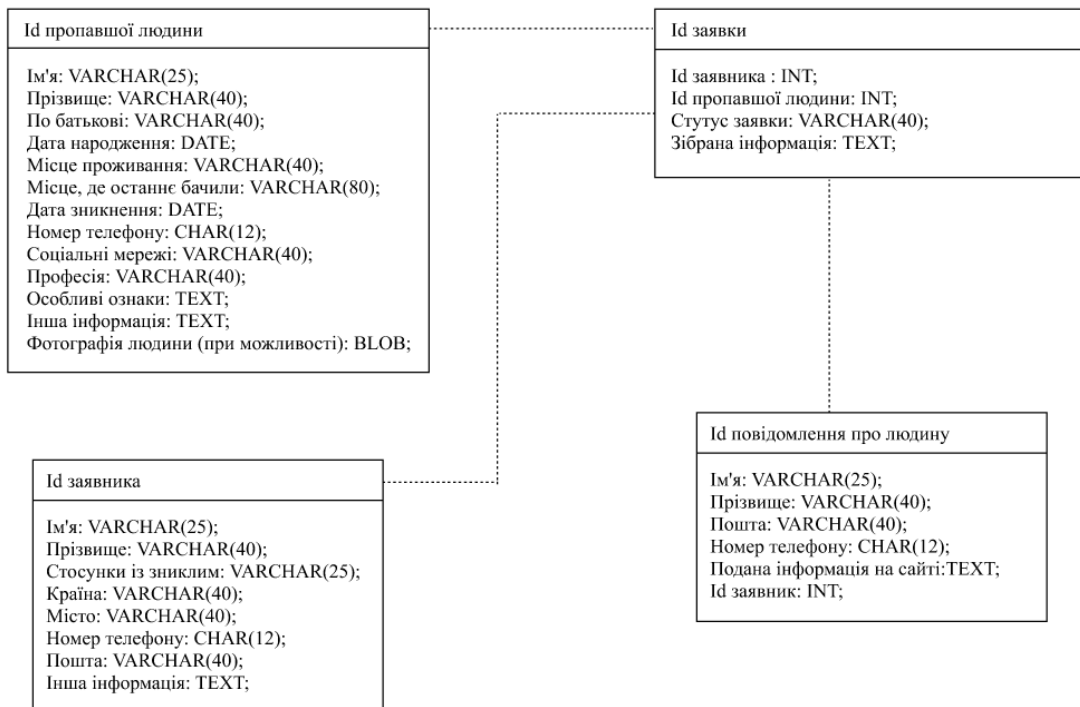 Id пропавшої людини
Ім'я: VARCHAR(25);
Прізвище: VARCHAR(40);
По батькові: VARCHAR(40);
Дата народження: DATE;
Місце проживання: VARCHAR(40);
Місце, де останнє бачили: VARCHAR(80);
Дата зникнення: DATE;
Номер телефону: CHAR(12);
Соціальні мережі: VARCHAR(40);
Професія: VARCHAR(40);
Особливі ознаки: TEXT;
Інша інформація: TEXT;
Фотографія людини (при можливості): BLOB;
Id заявки
Id заявника : INT;
Id пропавшої людини: INT;
Стутус заявки: VARCHAR(40);
Зібрана інформація: TEXT;
Id заявника
Ім'я: VARCHAR(25);
Прізвище: VARCHAR(40);
Стосунки із зниклим: VARCHAR(25);
Країна: VARCHAR(40);
Місто: VARCHAR(40);
Номер телефону: CHAR(12);
Пошта: VARCHAR(40);
Інша інформація: TEXT;
Id повідомлення про людину
Ім'я: VARCHAR(25);
Прізвище: VARCHAR(40);
Пошта: VARCHAR(40);
Номер телефону: CHAR(12);
Подана інформація на сайті:TEXT;
Id заявник: INT;